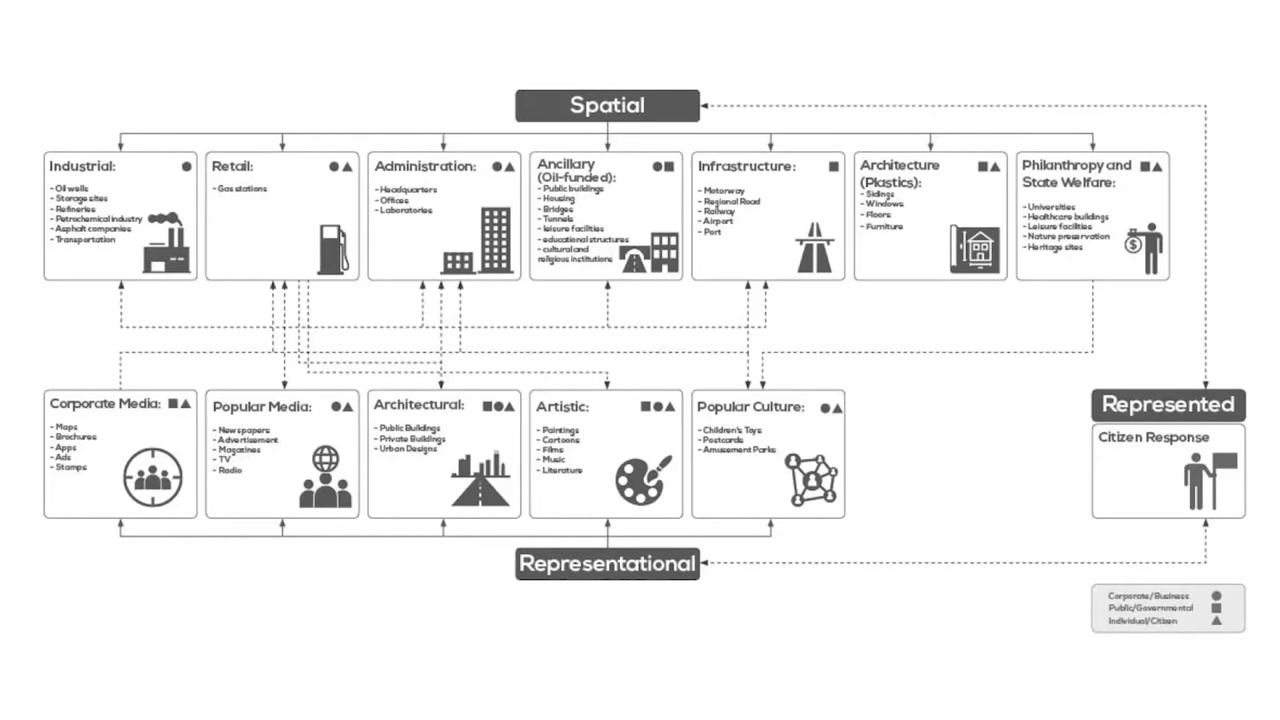 Spatial
Industrial:
- Oil wells
- Storage sites
- Refineries
- Petrochemical industry
- Asphalt companies
- Transportation
Retail:
- Gas stations
Administration:
- Headquarters
- Offices
- Laboratories
Ancillary
(Oil-funded):
- Public buildings
- Housing
- Bridges
- Tunnels
- leisure facilities
- educational structures
- cultural and
religious institutions
Infrastructure:
- Motorway
- Regional Road
- Railway
- Airport
- Port
Architecture
(Plastics):
- Sidings
- Windows
- Floors
- Furniture
Philanthropy and
State Welfare:
- Universities
- Healthcare buildings
- Leisure facilities
- Nature preservation
- Heritage sites
Corporate Media:
- Maps
- Brochures
- Apps
- Ads
- Stamps
Popular Media:
- Newspapers
- Advertisement
- Magazines
- TV
- Radio
Architectural:
- Public Buildings
- Private Buildings
- Urban Designs
Artistic:
- Paintings
- Cartoons
- Films
- Music
- Literature
Popular Culture:
- Children's Toys
- Postcards
- Amusement Parks
Represented
Citizen Response
Representational
Corporate/Business
Public/Governmental
Individual/Citizen